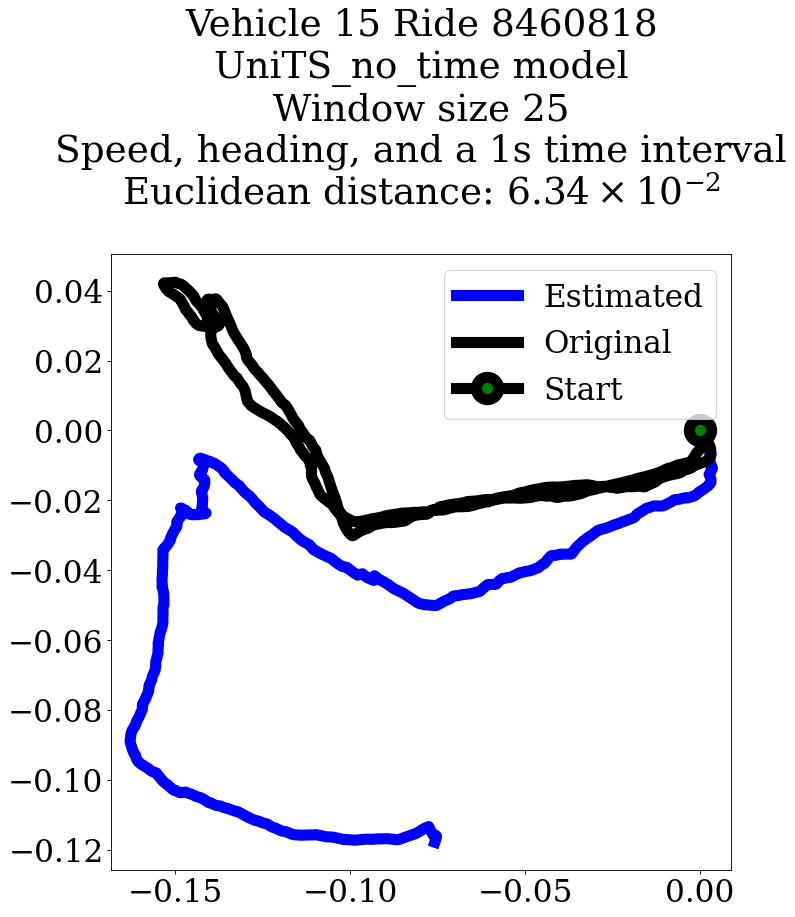 Vehicle 15 Ride 8460818
UniTS_no_time model
Window size 25
Speed, heading, and a 1s time interval
Euclidean distance: 6.34 × 10⁻²
Estimated
Original
Start
0.04
0.02
0.00
−0.02
−0.04
−0.06
−0.08
−0.10
−0.12
−0.15
−0.10
−0.05
0.00